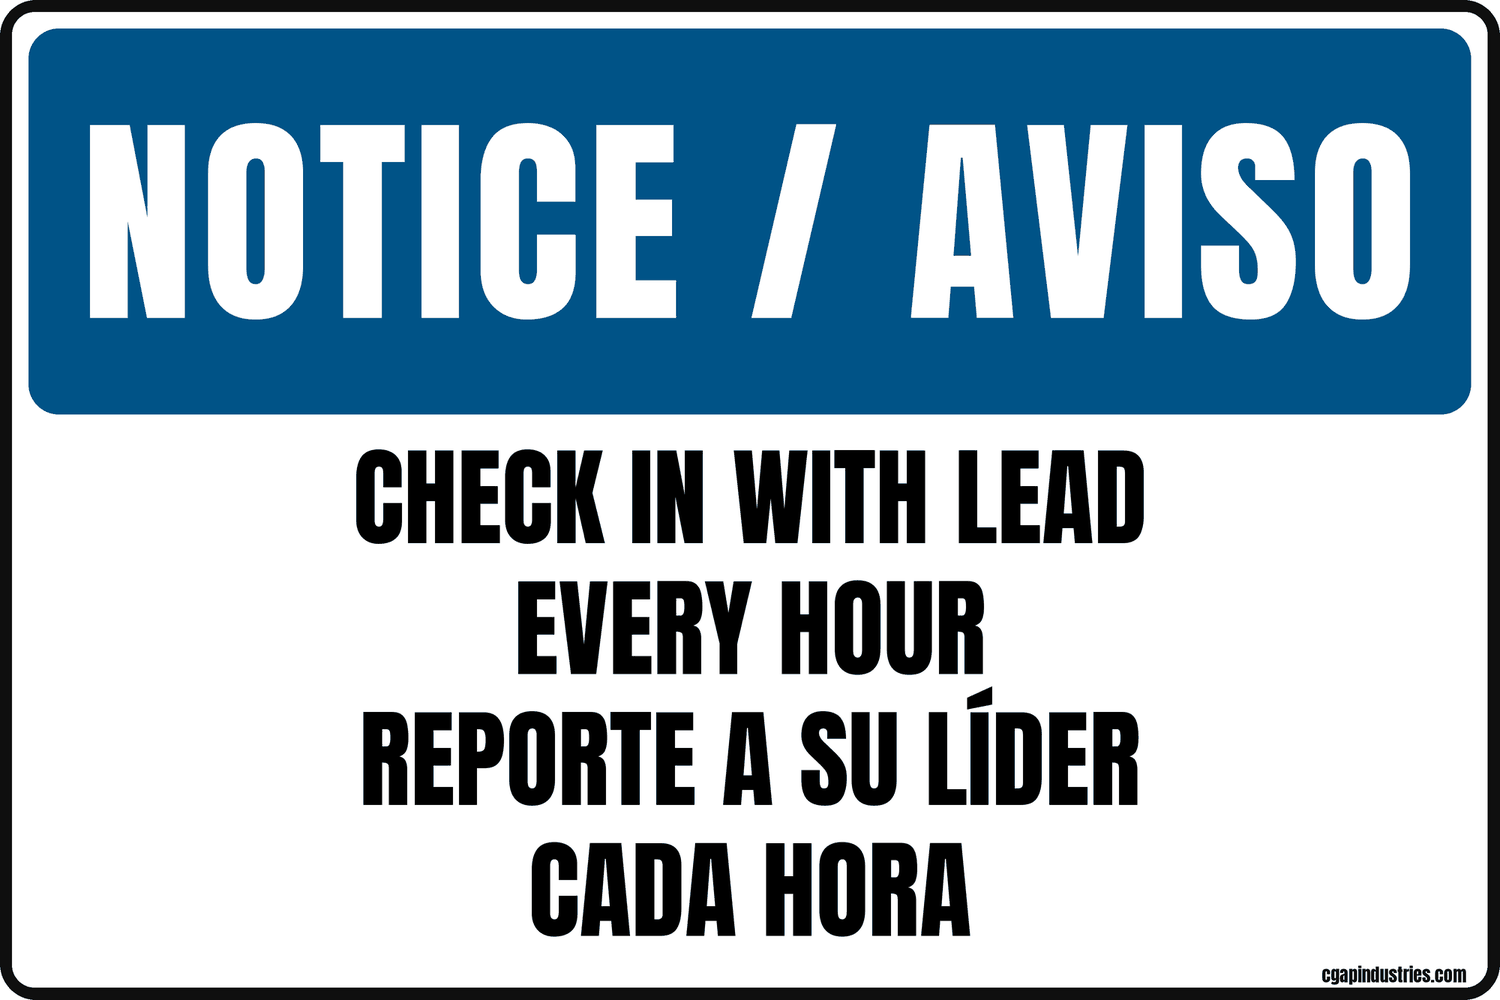 NOTICE / AVISO
CHECK IN WITH LEAD
EVERY HOUR
REPORTE A SU LÍDER
CADA HORA
cgapindustries.com